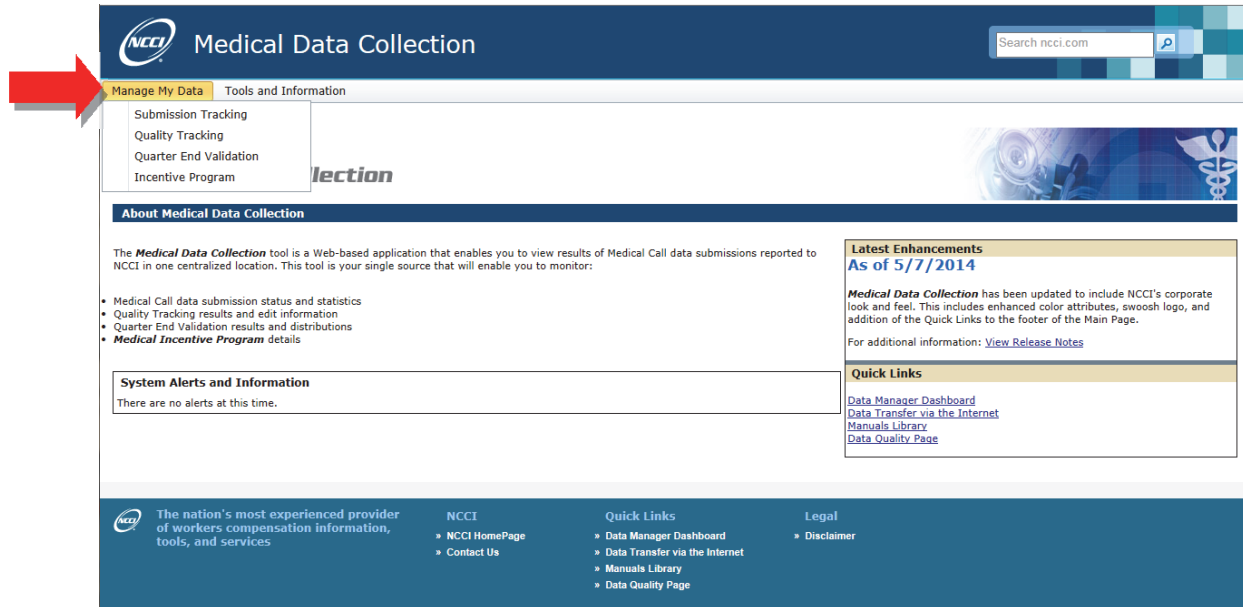 NCCI
Medical Data Collection
Search ncci.com
Manage My Data
Tools and Information
Submission Tracking
Quality Tracking
Quarter End Validation
Incentive Program
lection
About Medical Data Collection
The Medical Data Collection tool is a Web-based application that enables you to view results of Medical Call data submissions reported to
NCCI in one centralized location. This tool is your single source that will enable you to monitor:
• Medical Call data submission status and statistics
• Quality Tracking results and edit information
• Quarter End Validation results and distributions
• Medical Incentive Program details
System Alerts and Information
There are no alerts at this time.
Latest Enhancements
As of 5/7/2014
Medical Data Collection has been updated to include NCCI's corporate
look and feel. This includes enhanced color attributes, swoosh logo, and
addition of the Quick Links to the footer of the Main Page.
For additional information: View Release Notes
Quick Links
Data Manager Dashboard
Data Transfer via the Internet
Manuals Library
Data Quality Page
NCCI
The nation's most experienced provider
of workers compensation information,
tools, and services
NCCI
» NCCI HomePage
» Contact Us
Quick Links
» Data Manager Dashboard
» Data Transfer via the Internet
» Manuals Library
» Data Quality Page
Legal
» Disclaimer